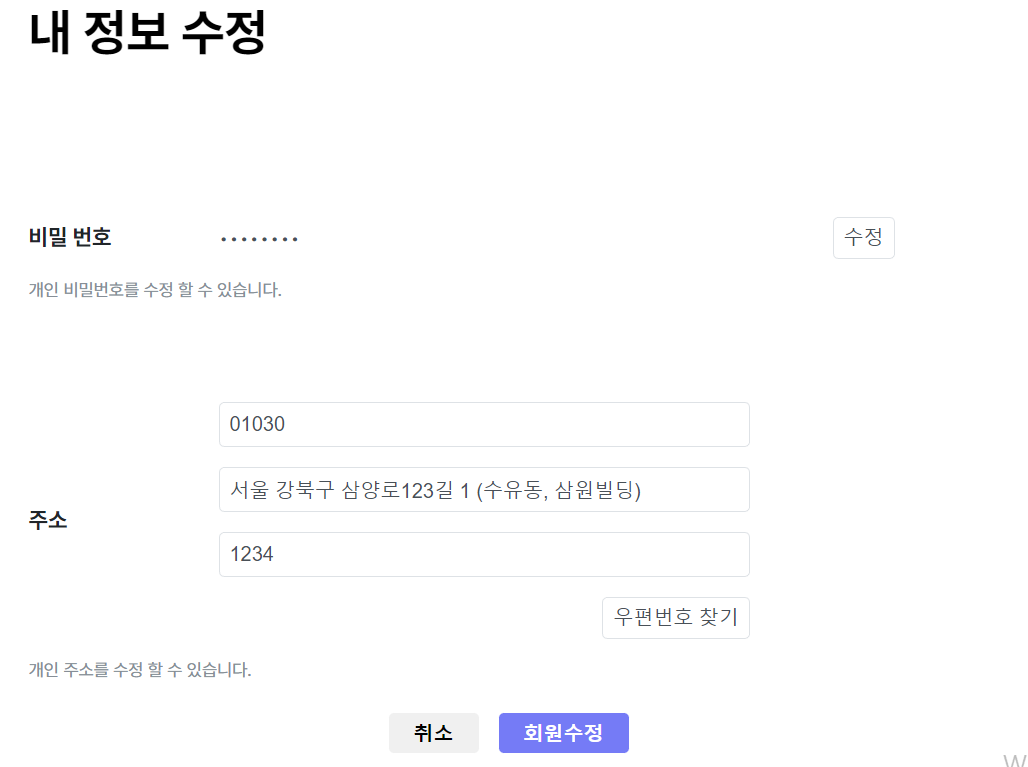 내 정보 수정
비밀 번호 ········ 수정
개인 비밀번호를 수정 할 수 있습니다.
01030
서울 강북구 삼양로123길 1 (수유동, 삼원빌딩)
주소
1234
우편번호 찾기
개인 주소를 수정 할 수 있습니다.
취소 회원수정
W